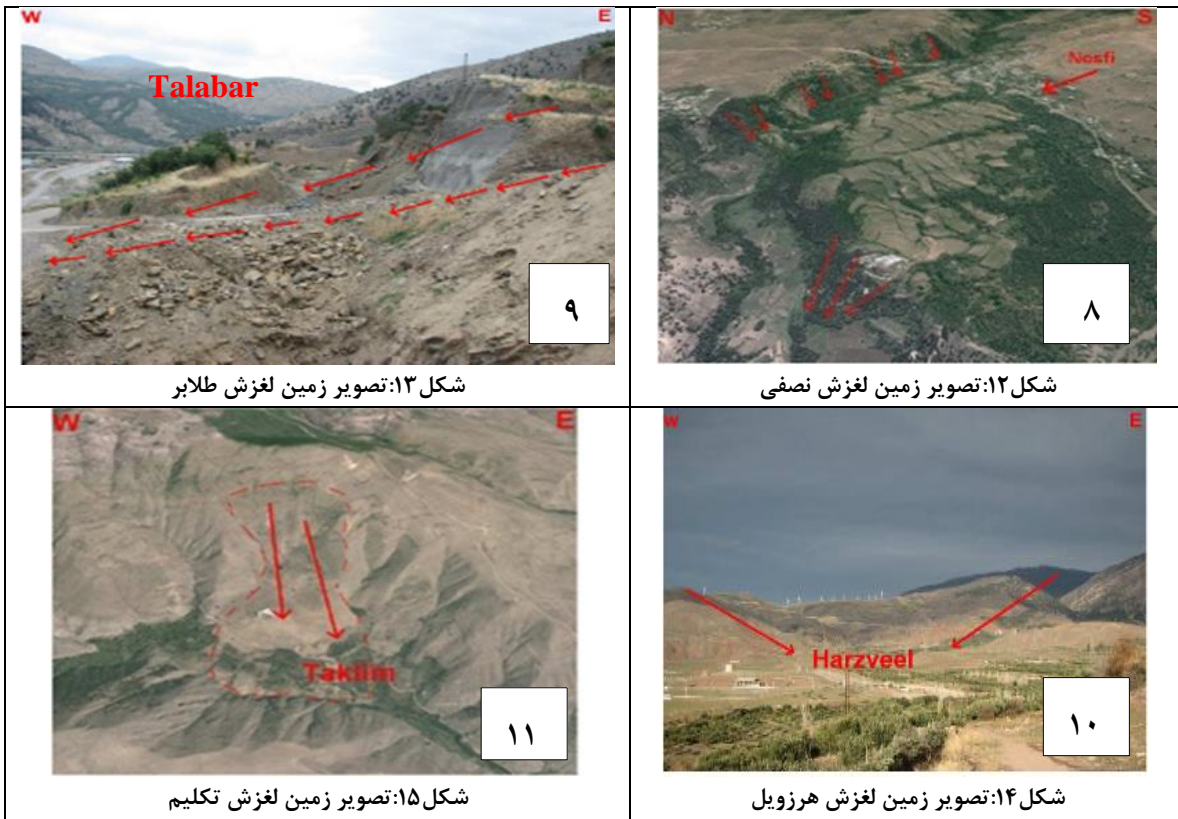 N S
Nosfi
۸
شکل۱۲:تصویر زمین لغزش نصفی
W E
Talabar
۹
شکل۱۳:تصویر زمین لغزش طلابر
W E
Harzveel
۱۰
شکل۱۴:تصویر زمین لغزش هرزویل
W E
Taklim
۱۱
شکل۱۵:تصویر زمین لغزش تکلیم